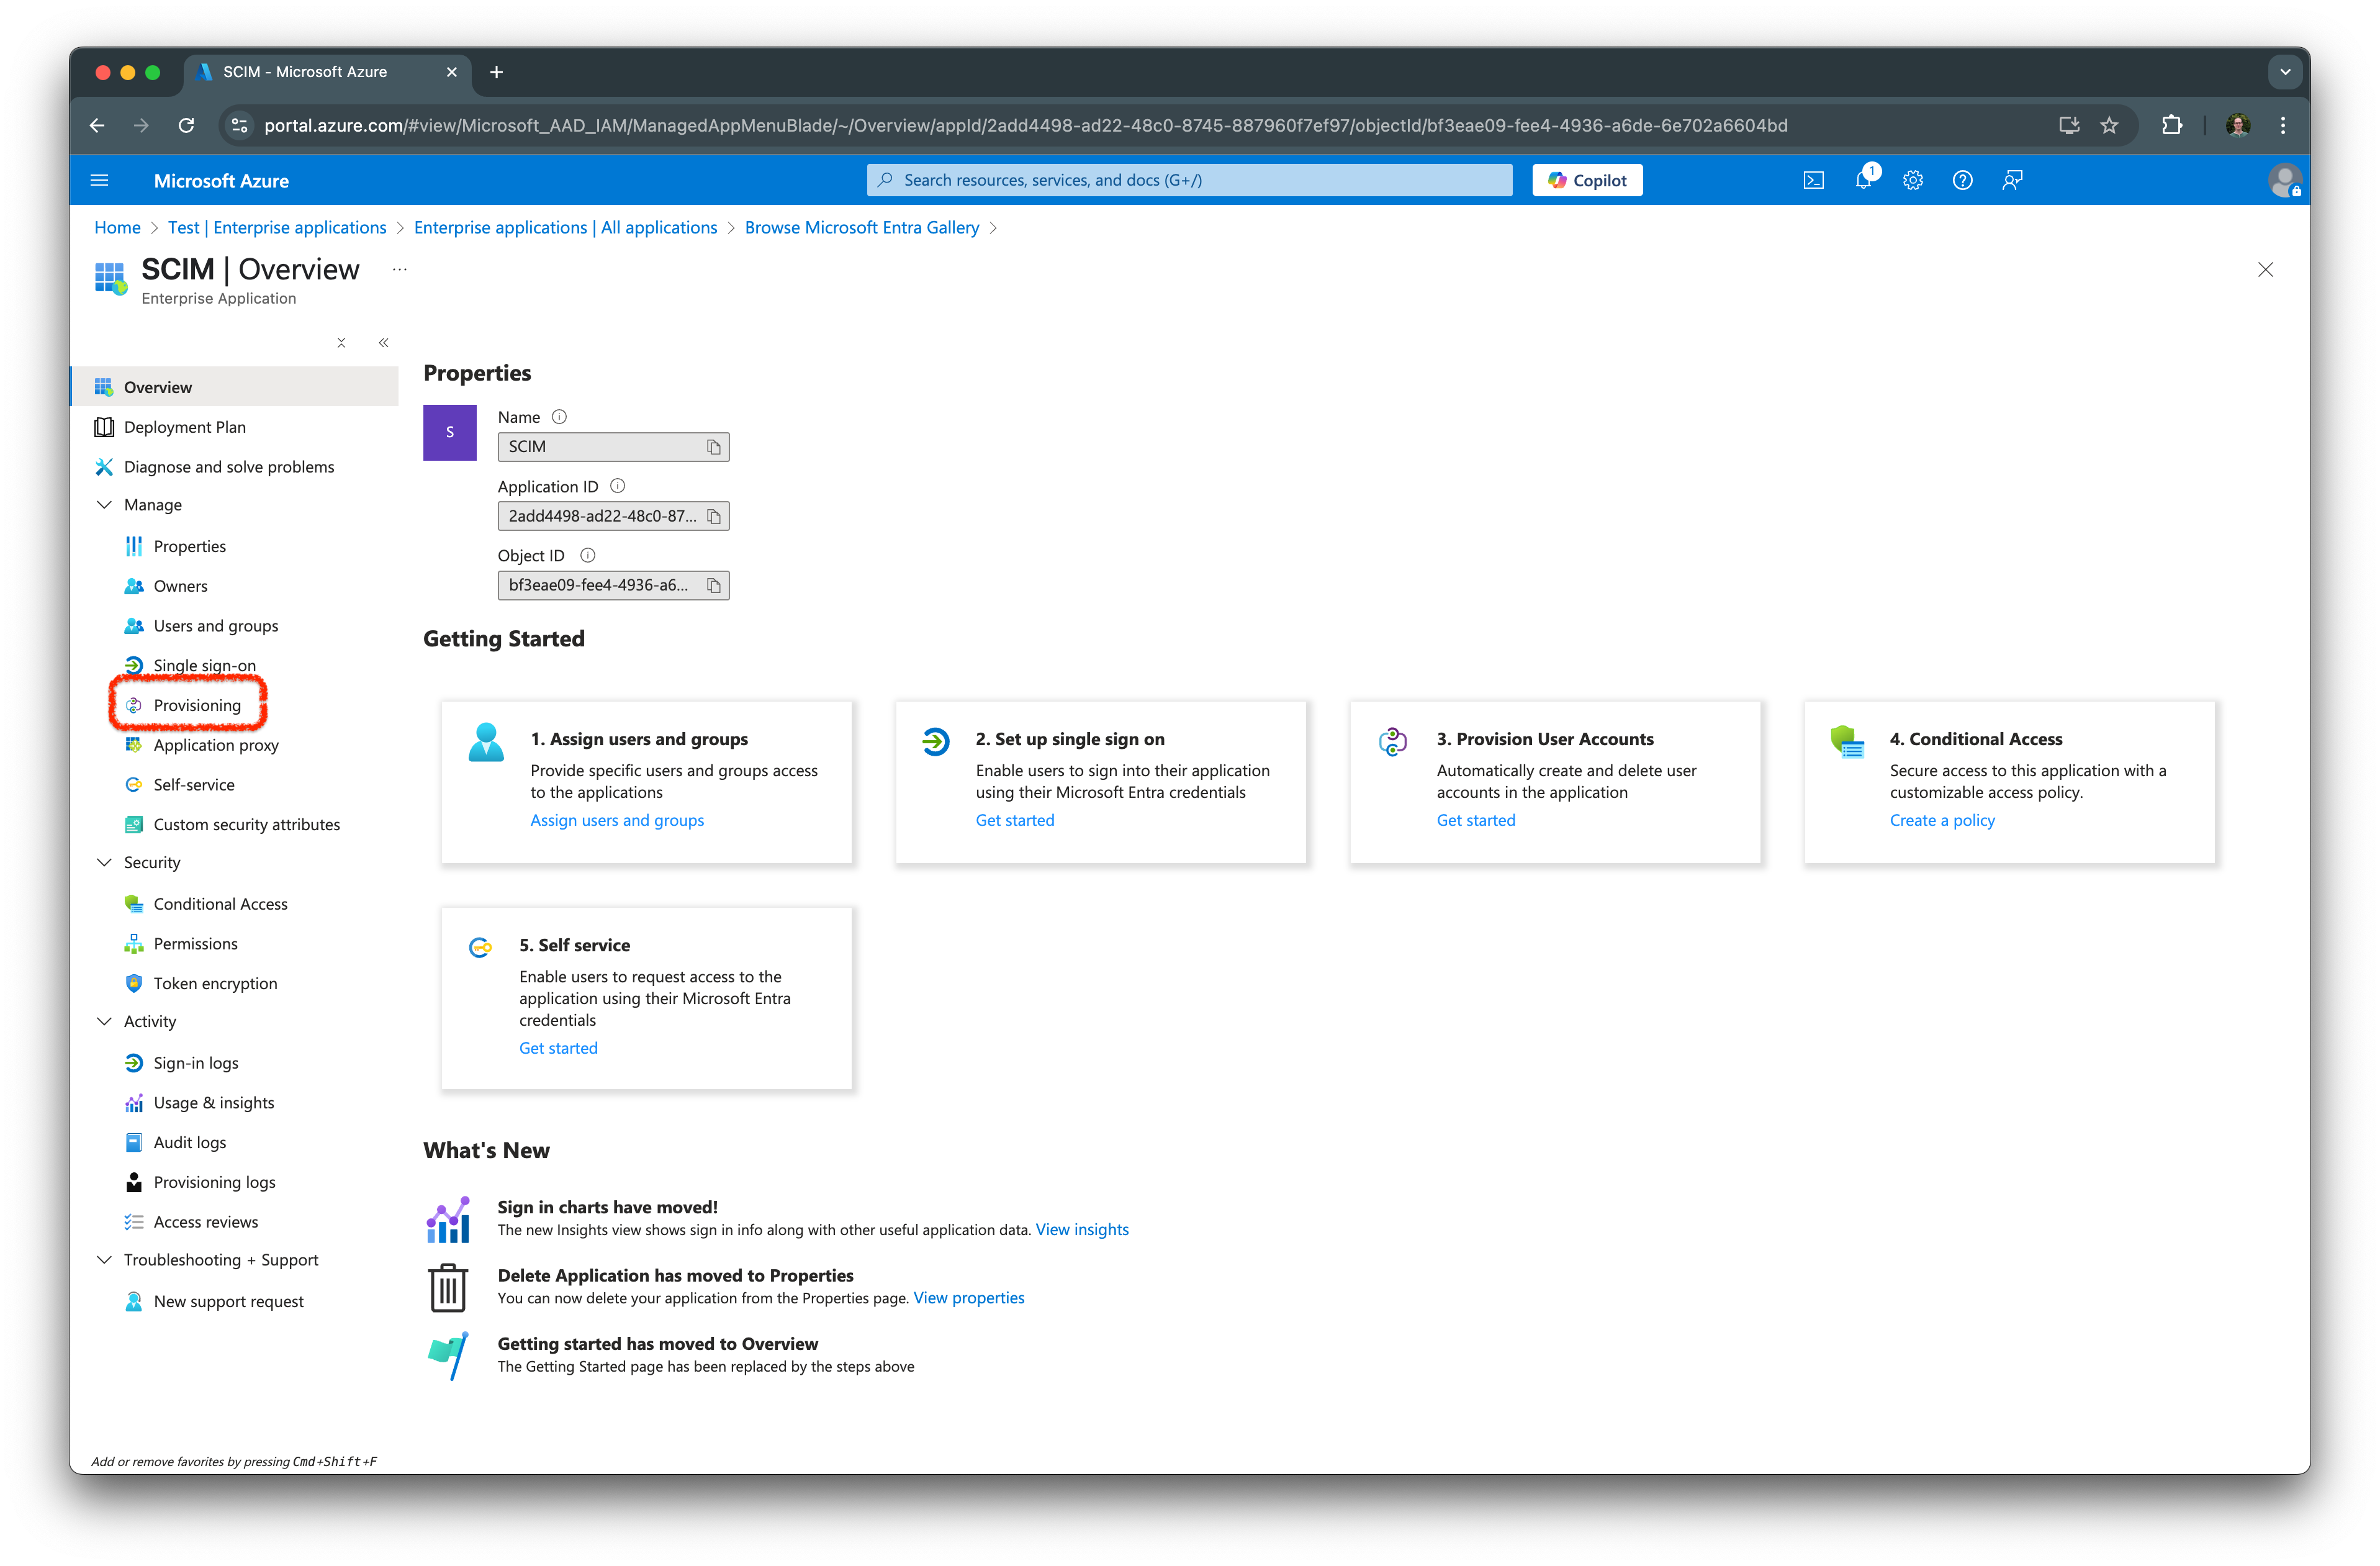 SCIM - Microsoft Azure
portal.azure.com/#view/Microsoft_AAD_IAM/ManagedAppMenuBlade/~/Overview/appId/2add4498-ad22-48c0-8745-887960f7ef97/objectId/bf3eae09-fee4-4936-a6de-6e702a6604bd
Microsoft Azure
Search resources, services, and docs (G+/)
Copilot
1
Home > Test | Enterprise applications > Enterprise applications | All applications > Browse Microsoft Entra Gallery >
SCIM | Overview ...
Enterprise Application
Overview
Deployment Plan
Diagnose and solve problems
Manage
Properties
Owners
Users and groups
Single sign-on
Provisioning
Application proxy
Self-service
Custom security attributes
Security
Conditional Access
Permissions
Token encryption
Activity
Sign-in logs
Usage & insights
Audit logs
Provisioning logs
Access reviews
Troubleshooting + Support
New support request
Add or remove favorites by pressing Cmd+Shift+F
Properties
S
Name
SCIM
Application ID
2add4498-ad22-48c0-87...
Object ID
bf3eae09-fee4-4936-a6...
Getting Started
1. Assign users and groups
Provide specific users and groups access
to the applications
Assign users and groups
2. Set up single sign on
Enable users to sign into their application
using their Microsoft Entra credentials
Get started
3. Provision User Accounts
Automatically create and delete user
accounts in the application
Get started
4. Conditional Access
Secure access to this application with a
customizable access policy.
Create a policy
5. Self service
Enable users to request access to the
application using their Microsoft Entra
credentials
Get started
What's New
Sign in charts have moved!
The new Insights view shows sign in info along with other useful application data. View insights
Delete Application has moved to Properties
You can now delete your application from the Properties page. View properties
Getting started has moved to Overview
The Getting Started page has been replaced by the steps above